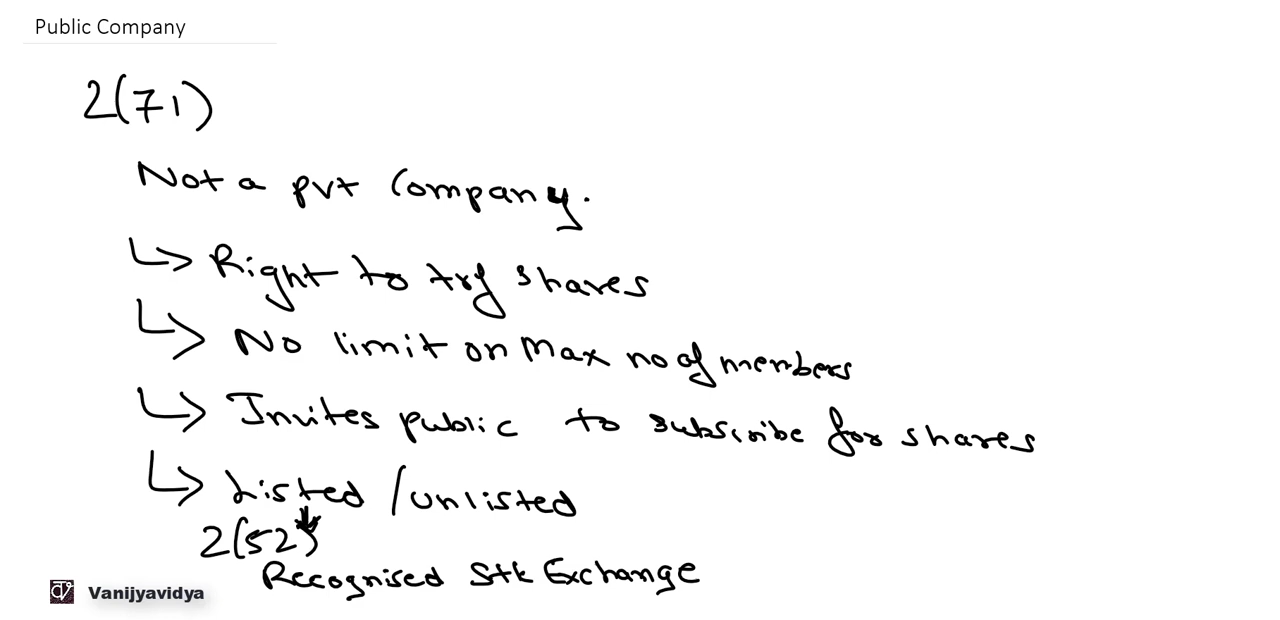 Public Company
2(71)
Not a pvt Company.
↳ Right to trf shares
↳ No limit on Max no of members
↳ Invites public to subscribe for shares
↳ Listed / unlisted
2(52)
Recognised Stk Exchange
Vanijyavidya